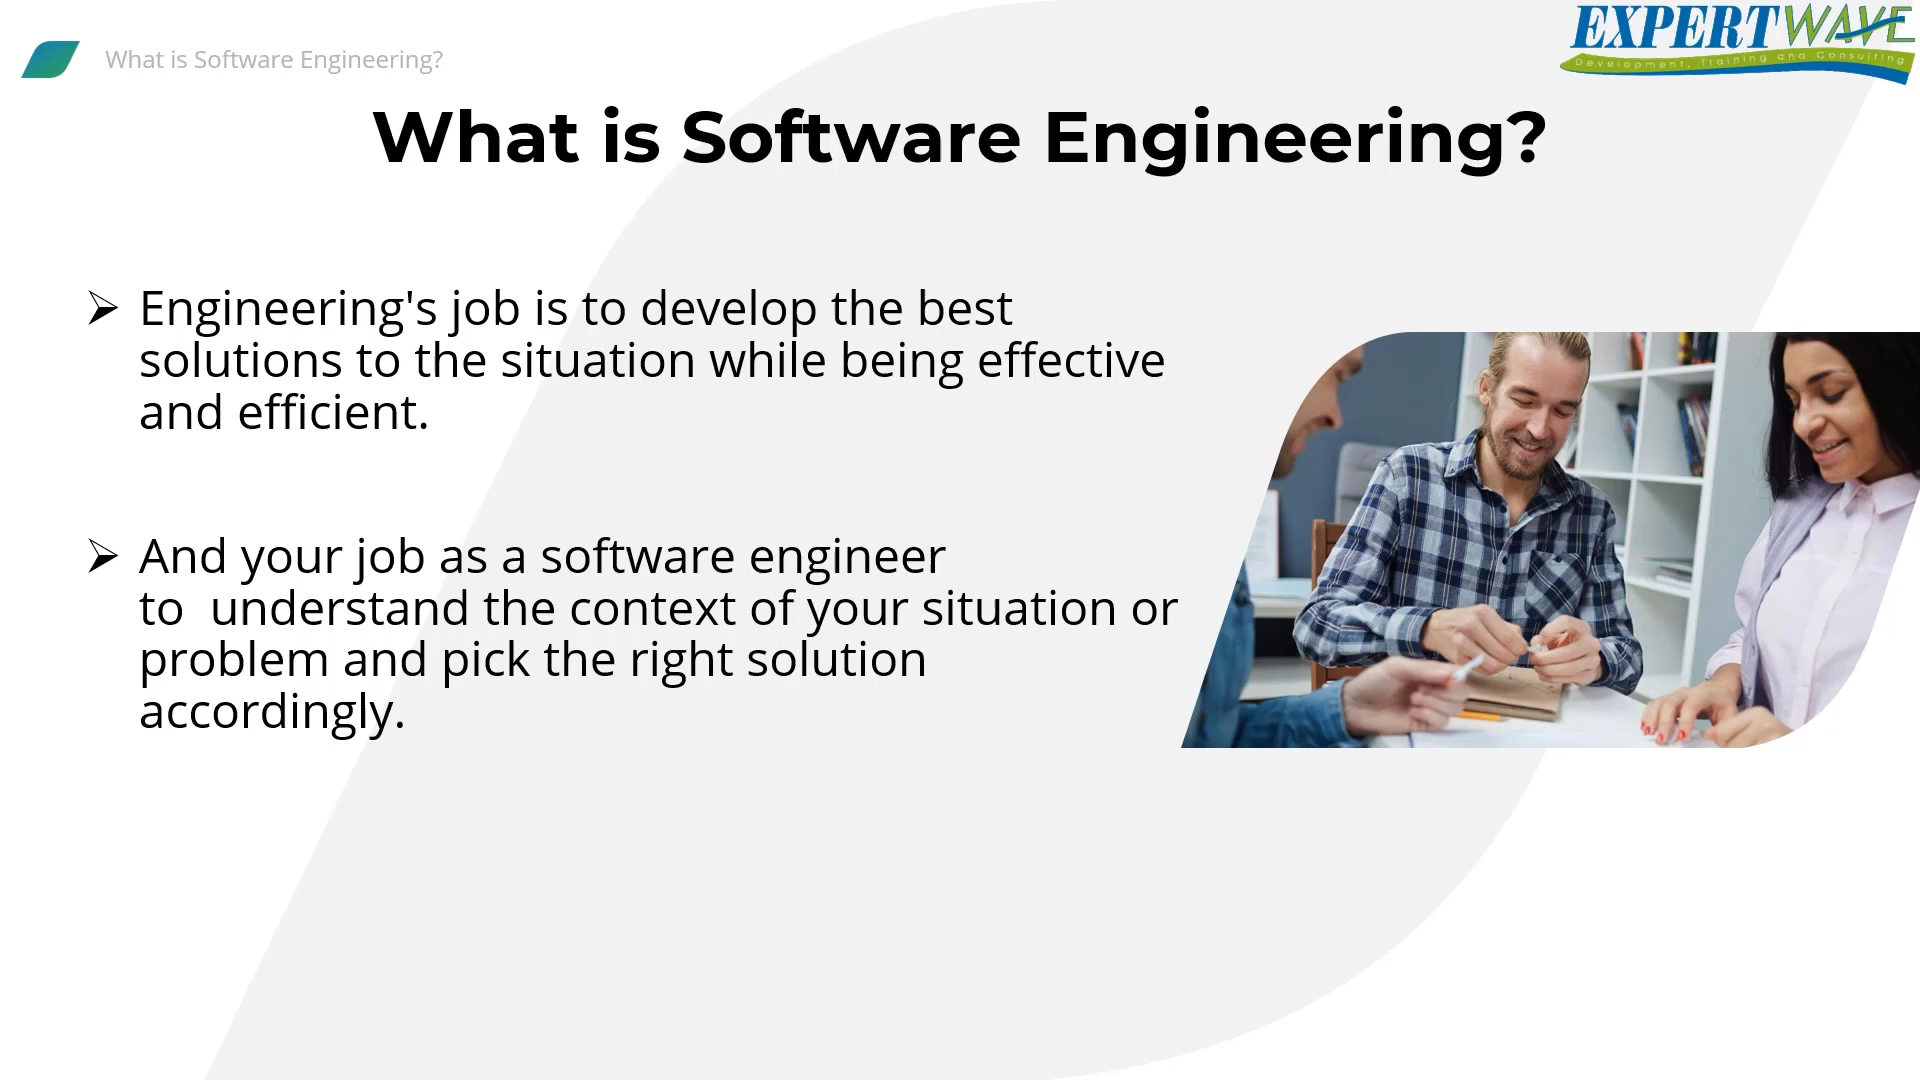 What is Software Engineering?
EXPERTWAVE
Development, Training and Consulting
What is Software Engineering?
Engineering's job is to develop the best
solutions to the situation while being effective
and efficient.
And your job as a software engineer
to  understand the context of your situation or
problem and pick the right solution
accordingly.